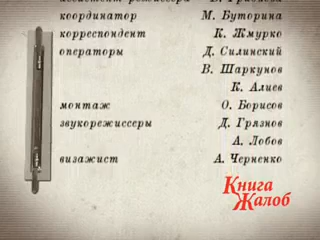 координатор М. Буторина
корреспондент К. Жмурко
операторы Д. Силинский
В. Шаркунов
К. Алиев
монтаж О. Борисов
звукорежиссеры Д. Грязнов
А. Лобов
визажист А. Черненко
Книга
Жалоб